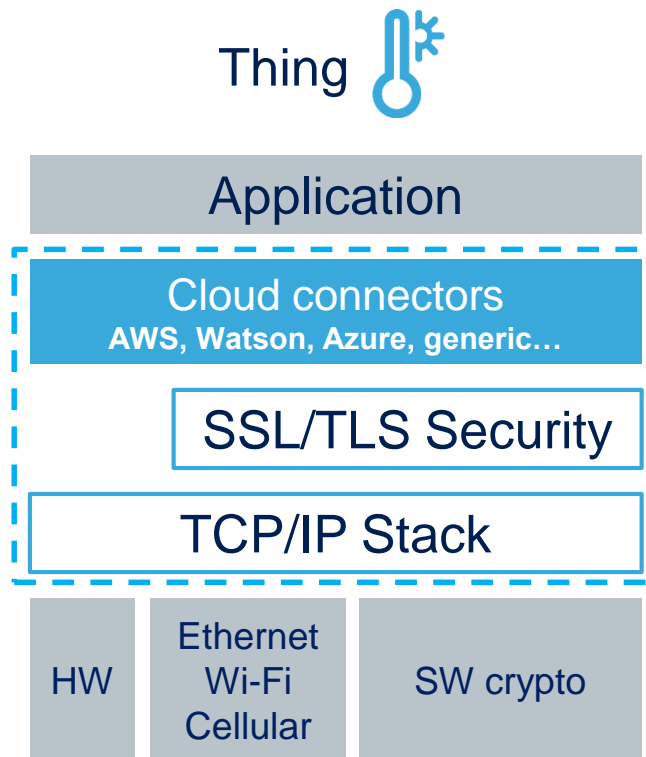 Thing
Application
Cloud connectors
AWS, Watson, Azure, generic…
SSL/TLS Security
TCP/IP Stack
HW
Ethernet
Wi-Fi
Cellular
SW crypto